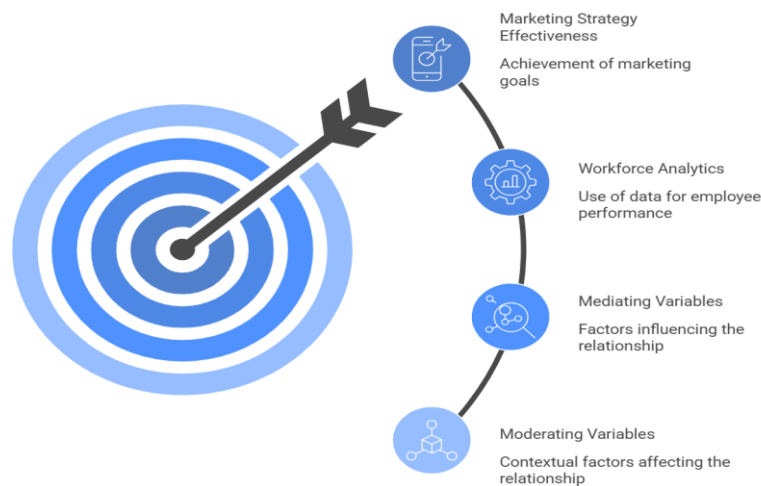 Marketing Strategy
Effectiveness
Achievement of marketing
goals
Workforce Analytics
Use of data for employee
performance
Mediating Variables
Factors influencing the
relationship
Moderating Variables
Contextual factors affecting the
relationship